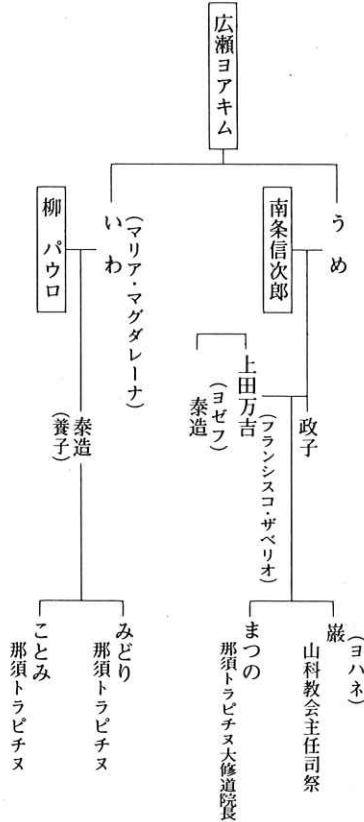 広瀬ヨアキム
うめ
南条信次郎
(マリア・マグダレーナ)
いわ
柳 パウロ
政子
(フランシスコ・ザベリオ)
上田万吉
(ヨゼフ)
泰造
泰造
(養子)
(ヨハネ)
巌
山科教会主任司祭
まつの
那須トラピチヌ大修道院長
みどり
那須トラピチヌ
ことみ
那須トラピチヌ